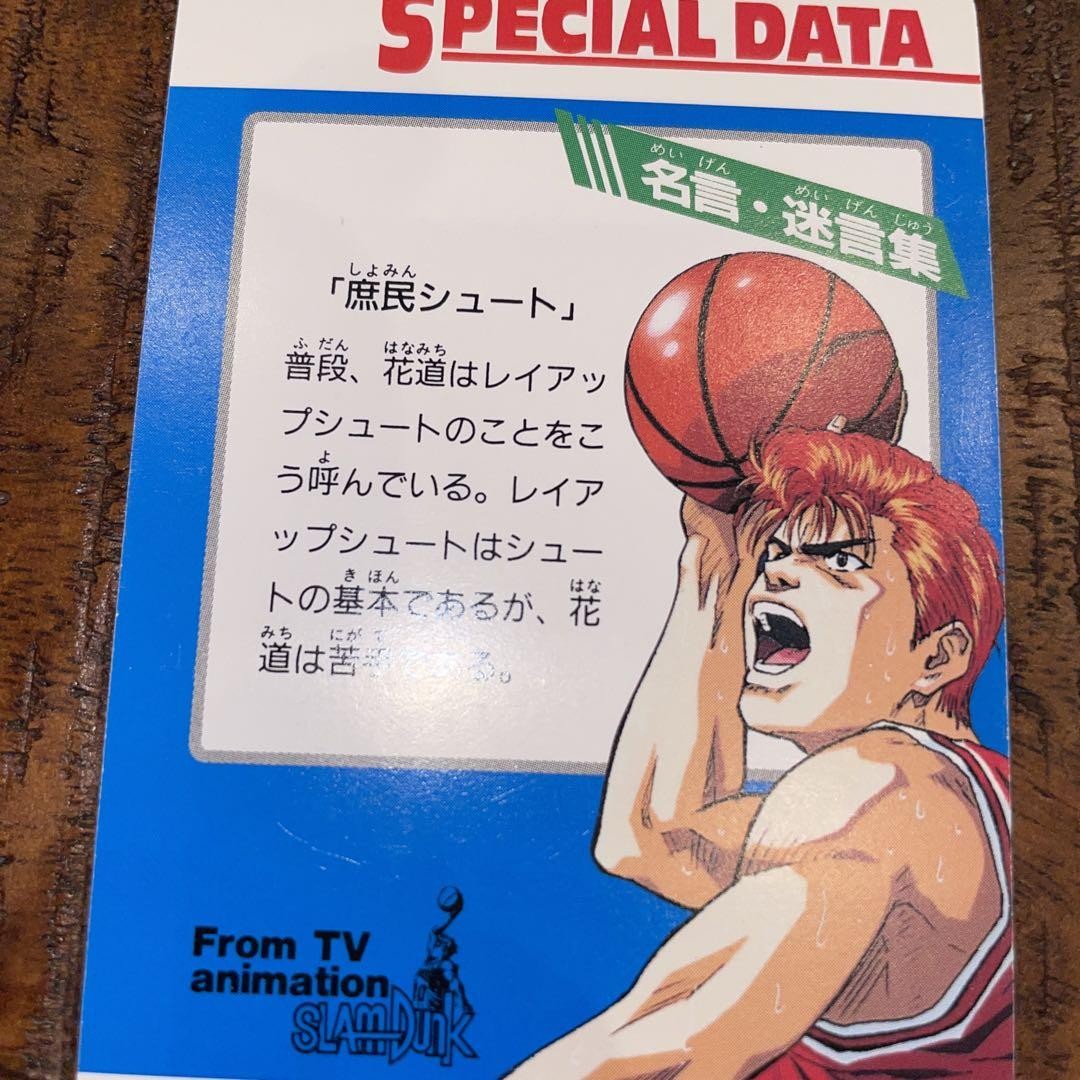 SPECIAL DATA
名言・迷言集
めいげん めいげんしゅう
「庶民シュート」
しょみん
普段、花道はレイアッ
ふだん はなみち
プシュートのことをこ
う呼んでいる。レイア
よ
ップシュートはシュー
トの基本であるが、花
きほん はな
道は苦手である。
みち にがて
From TV
animation
SLAM DUNK